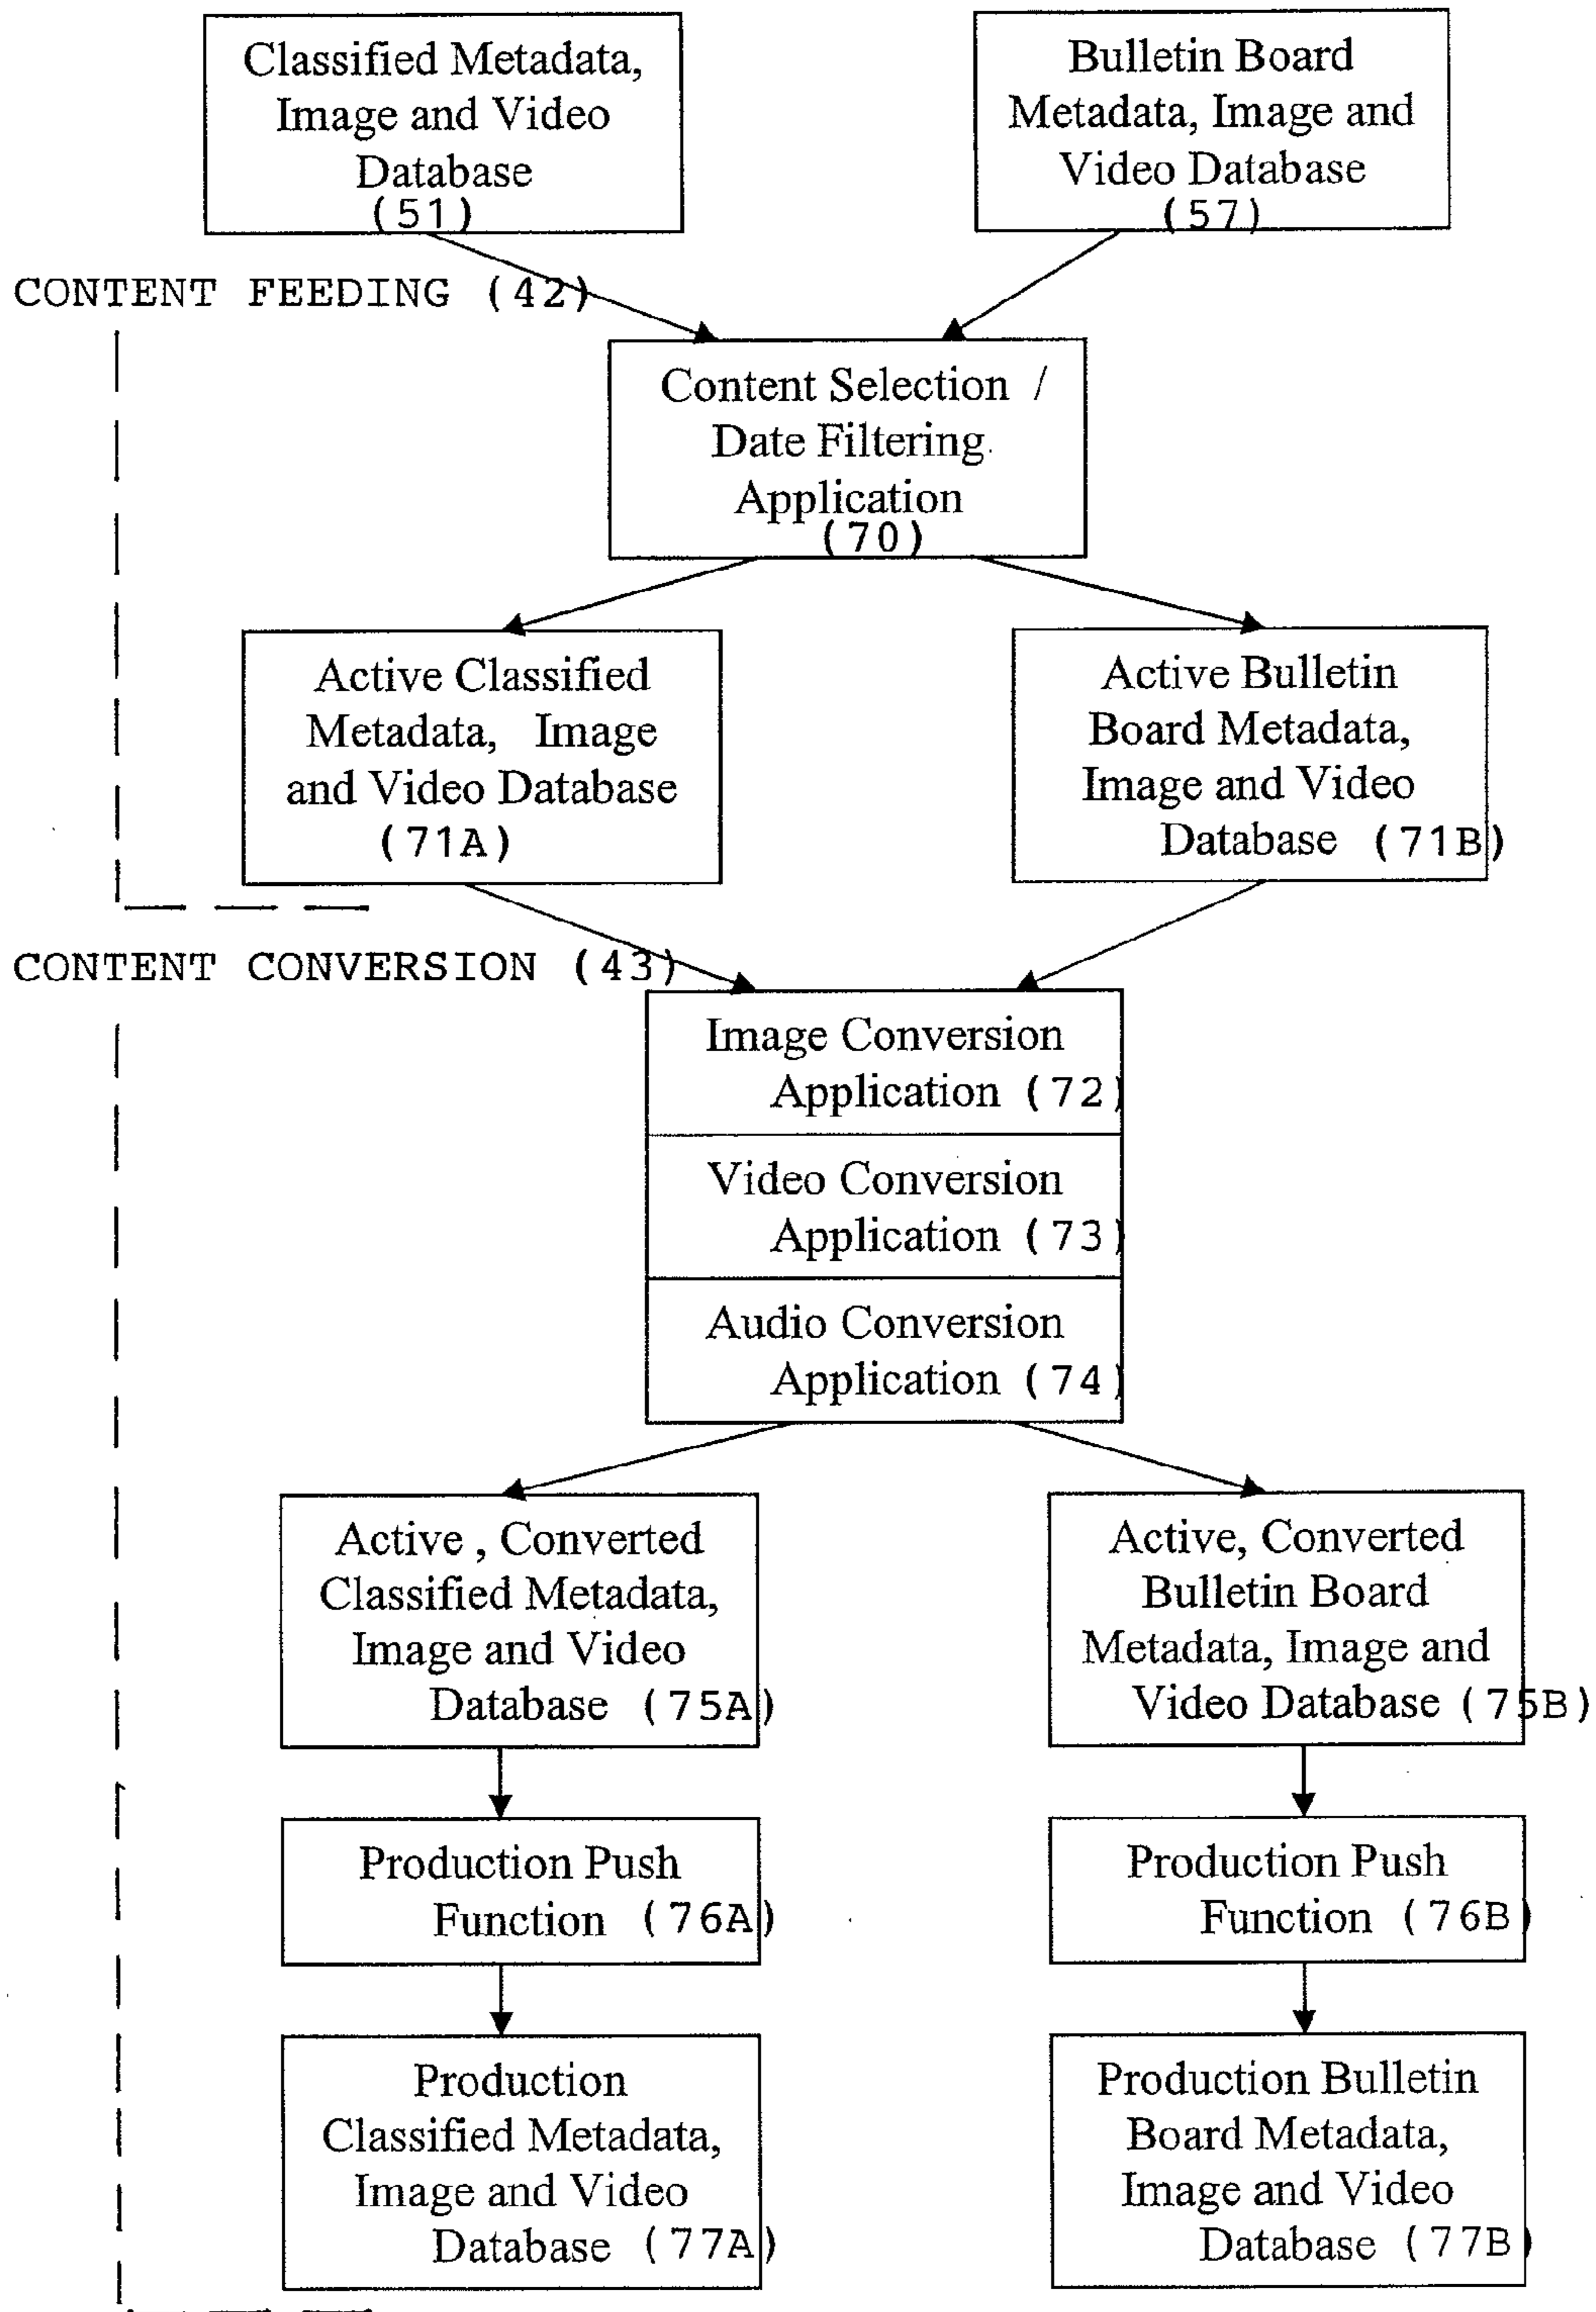 Classified Metadata,
Image and Video
Database
(51)
Bulletin Board
Metadata, Image and
Video Database
(57)
CONTENT FEEDING (42)
Content Selection /
Date Filtering
Application
(70)
Active Classified
Metadata, Image
and Video Database
(71A)
Active Bulletin
Board Metadata,
Image and Video
Database (71B)
CONTENT CONVERSION (43)
Image Conversion
Application (72)
Video Conversion
Application (73)
Audio Conversion
Application (74)
Active , Converted
Classified Metadata,
Image and Video
Database (75A)
Active, Converted
Bulletin Board
Metadata, Image and
Video Database (75B)
Production Push
Function (76A)
Production Push
Function (76B)
Production
Classified Metadata,
Image and Video
Database (77A)
Production Bulletin
Board Metadata,
Image and Video
Database (77B)